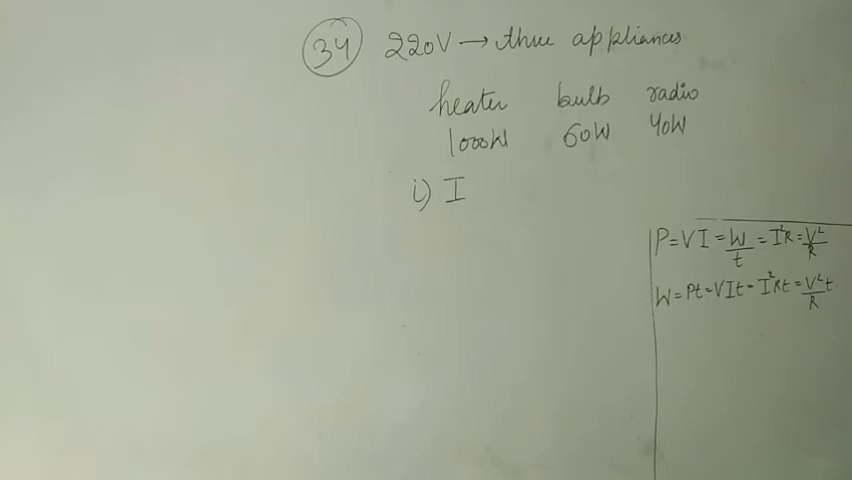 34 220V → three appliances
heater bulb radio
1000W 60W 40W
i) I
P = VI = W/t = I²R = V²/R
W = Pt = VIt = I²Rt = V²t/R